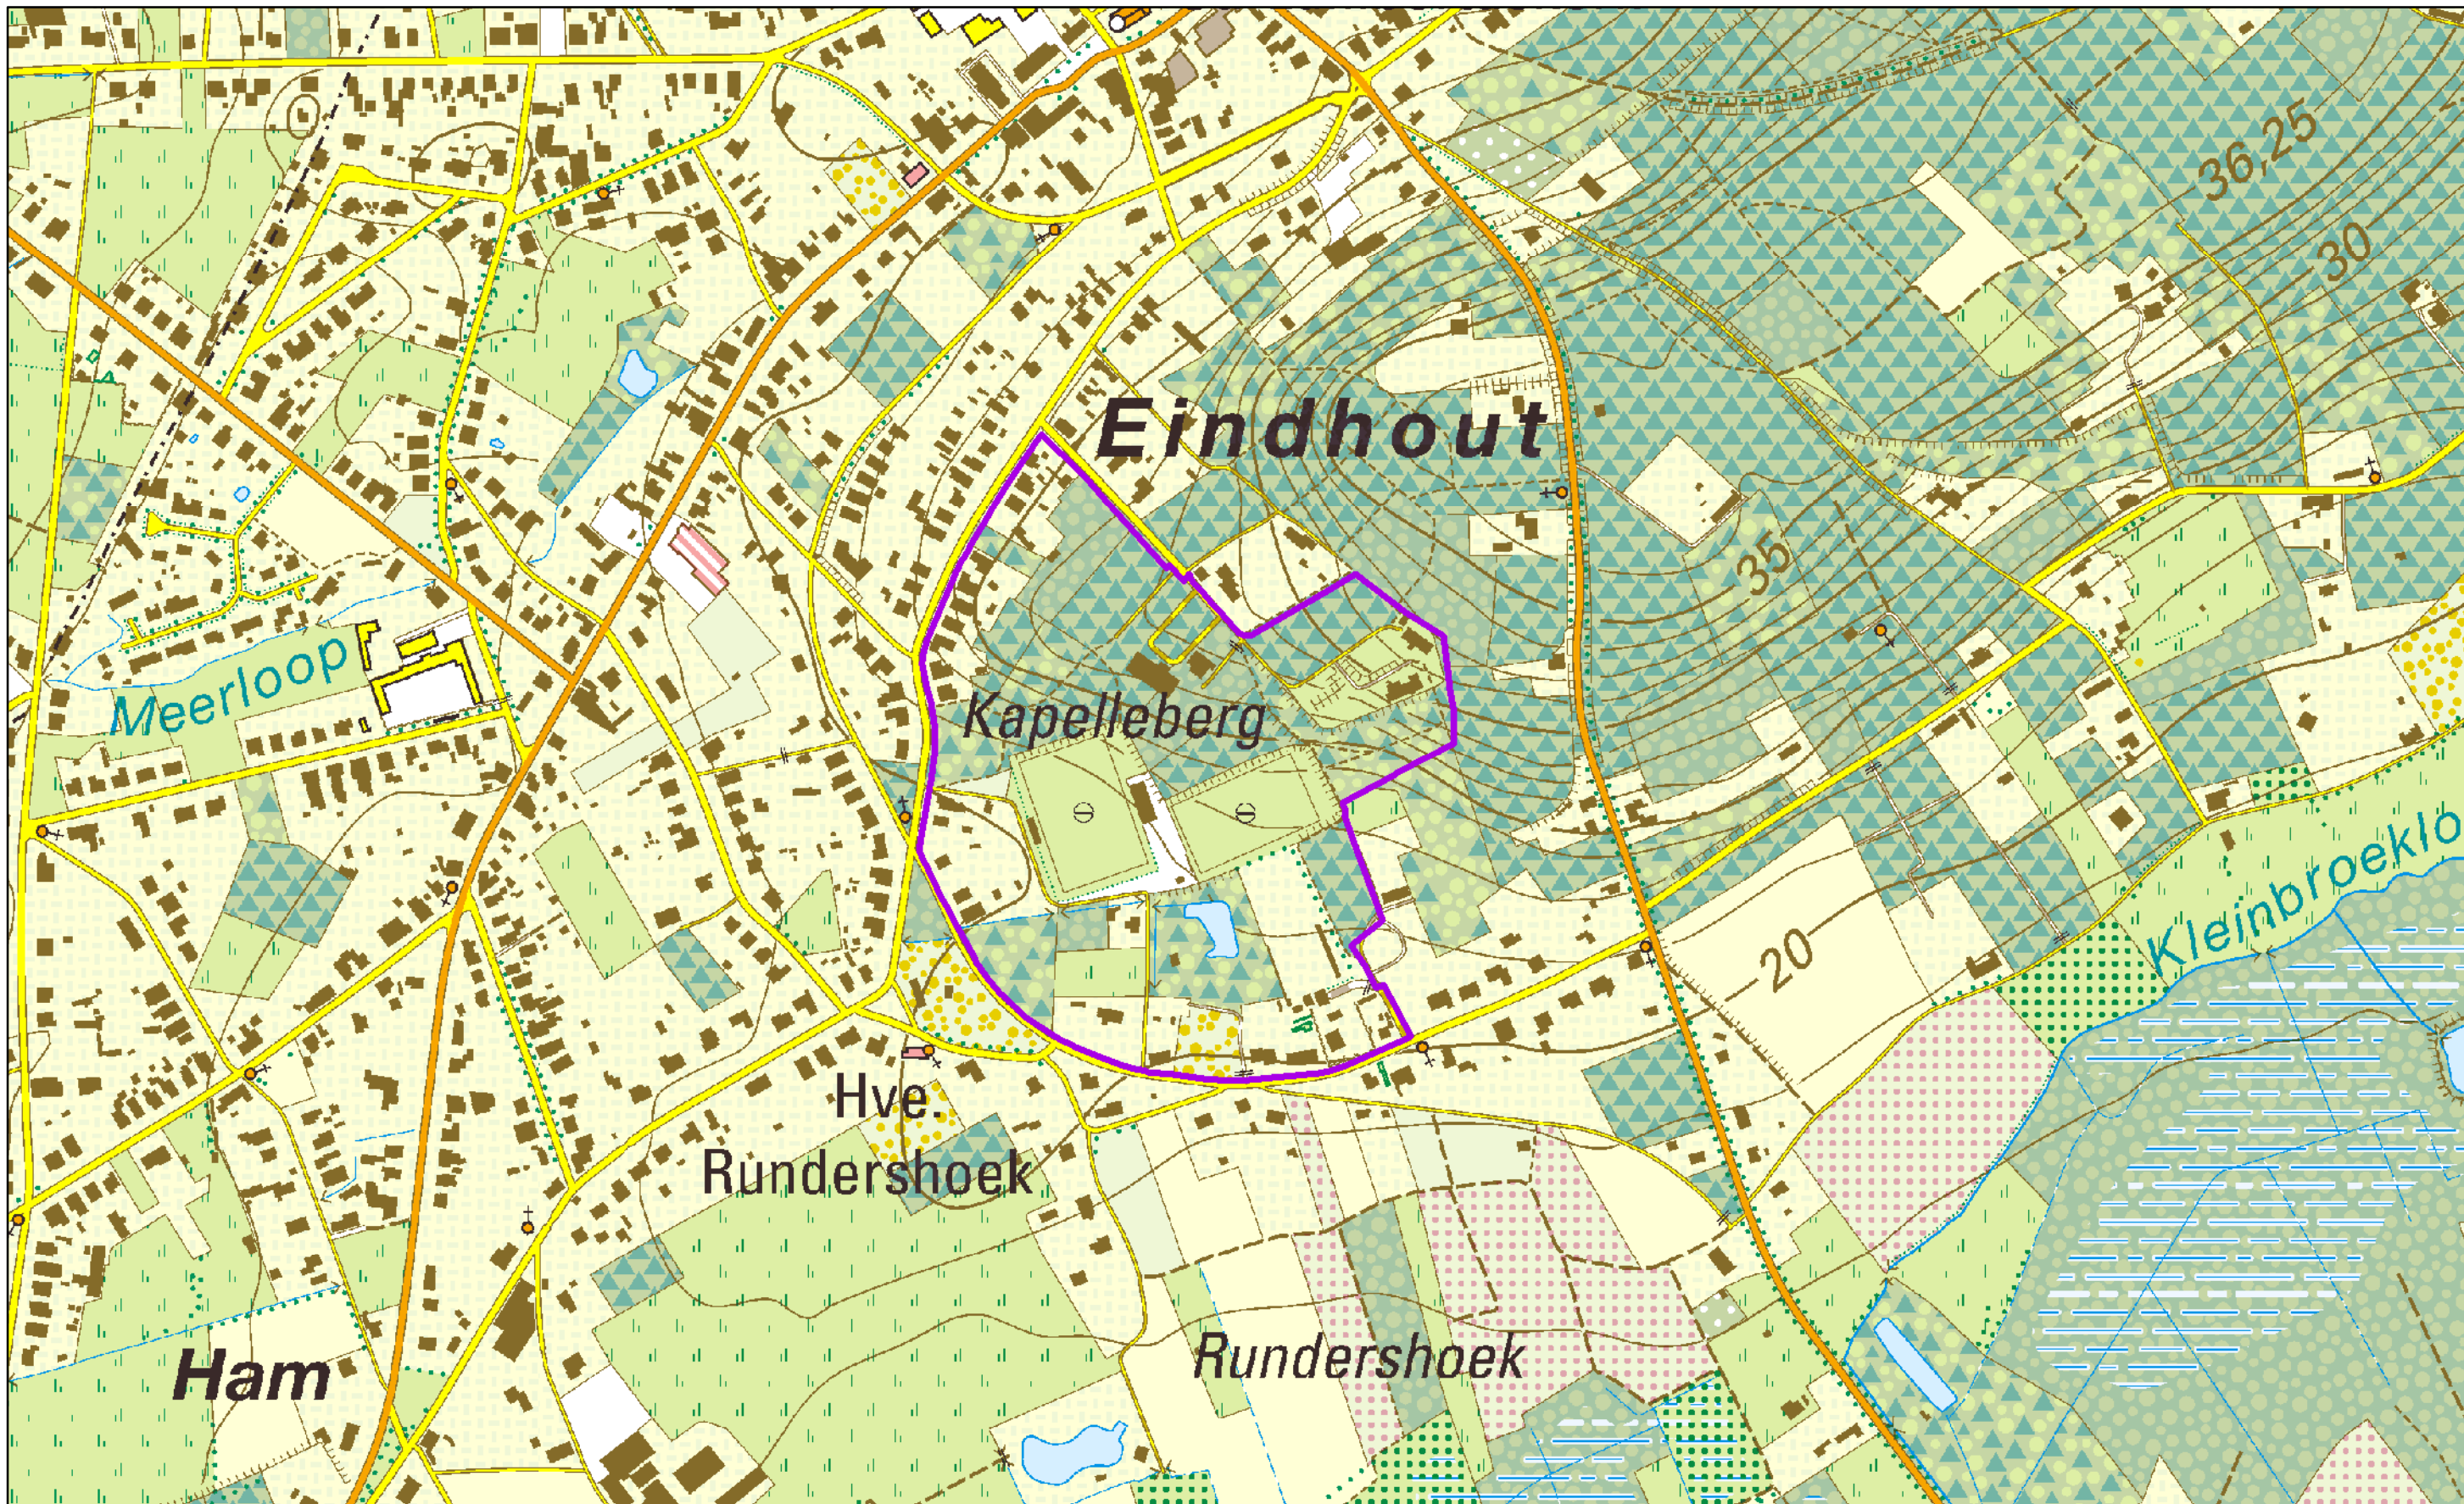 36,25
30
Eindhout
35
Meerloop
Kapelleberg
Kleinbroeklo
20
Hve.
Rundershoek
Rundershoek
Ham